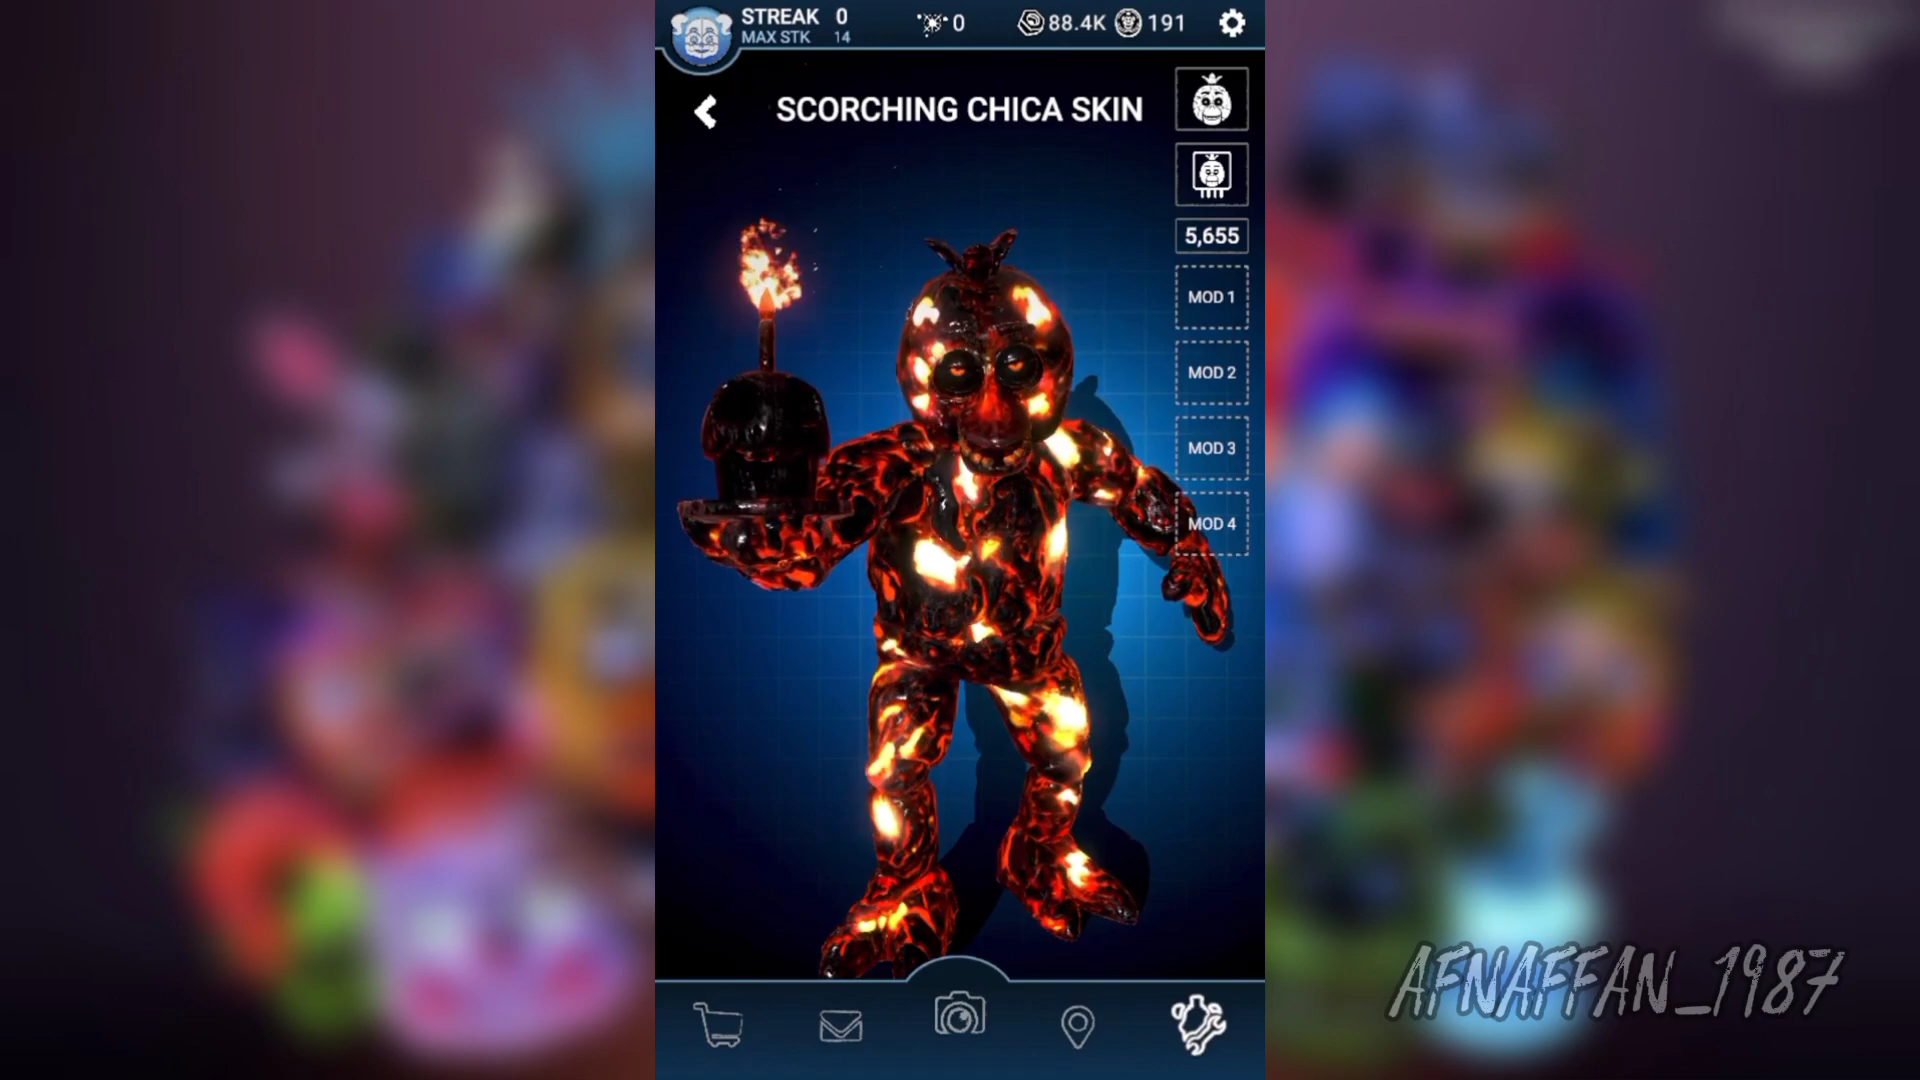 STREAK 0
MAX STK 14
0
88.4K
191
SCORCHING CHICA SKIN
5,655
MOD 1
MOD 2
MOD 3
MOD 4
AFNAFFAN_1987